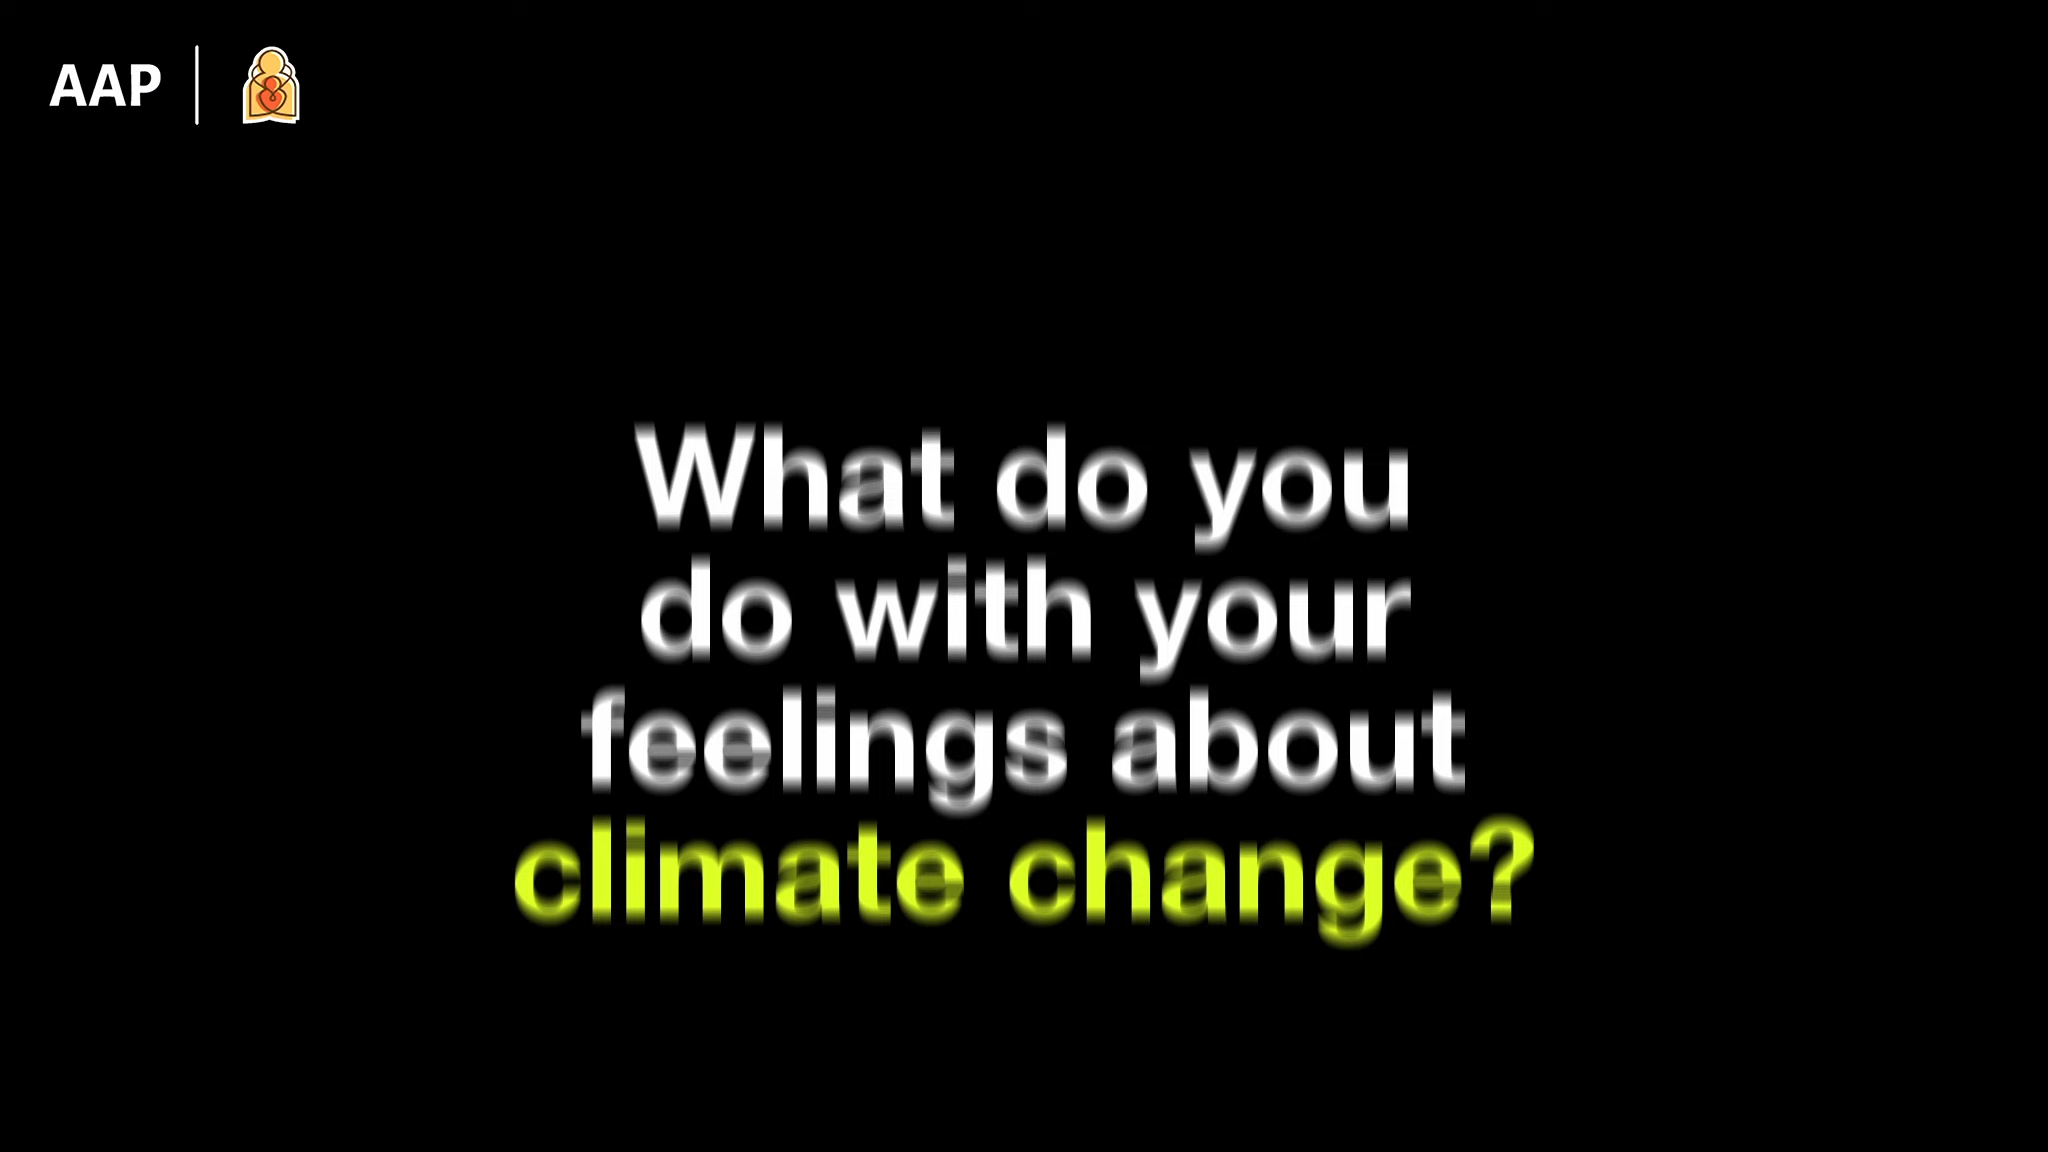 AAP
What do you
do with your
feelings about
climate change?